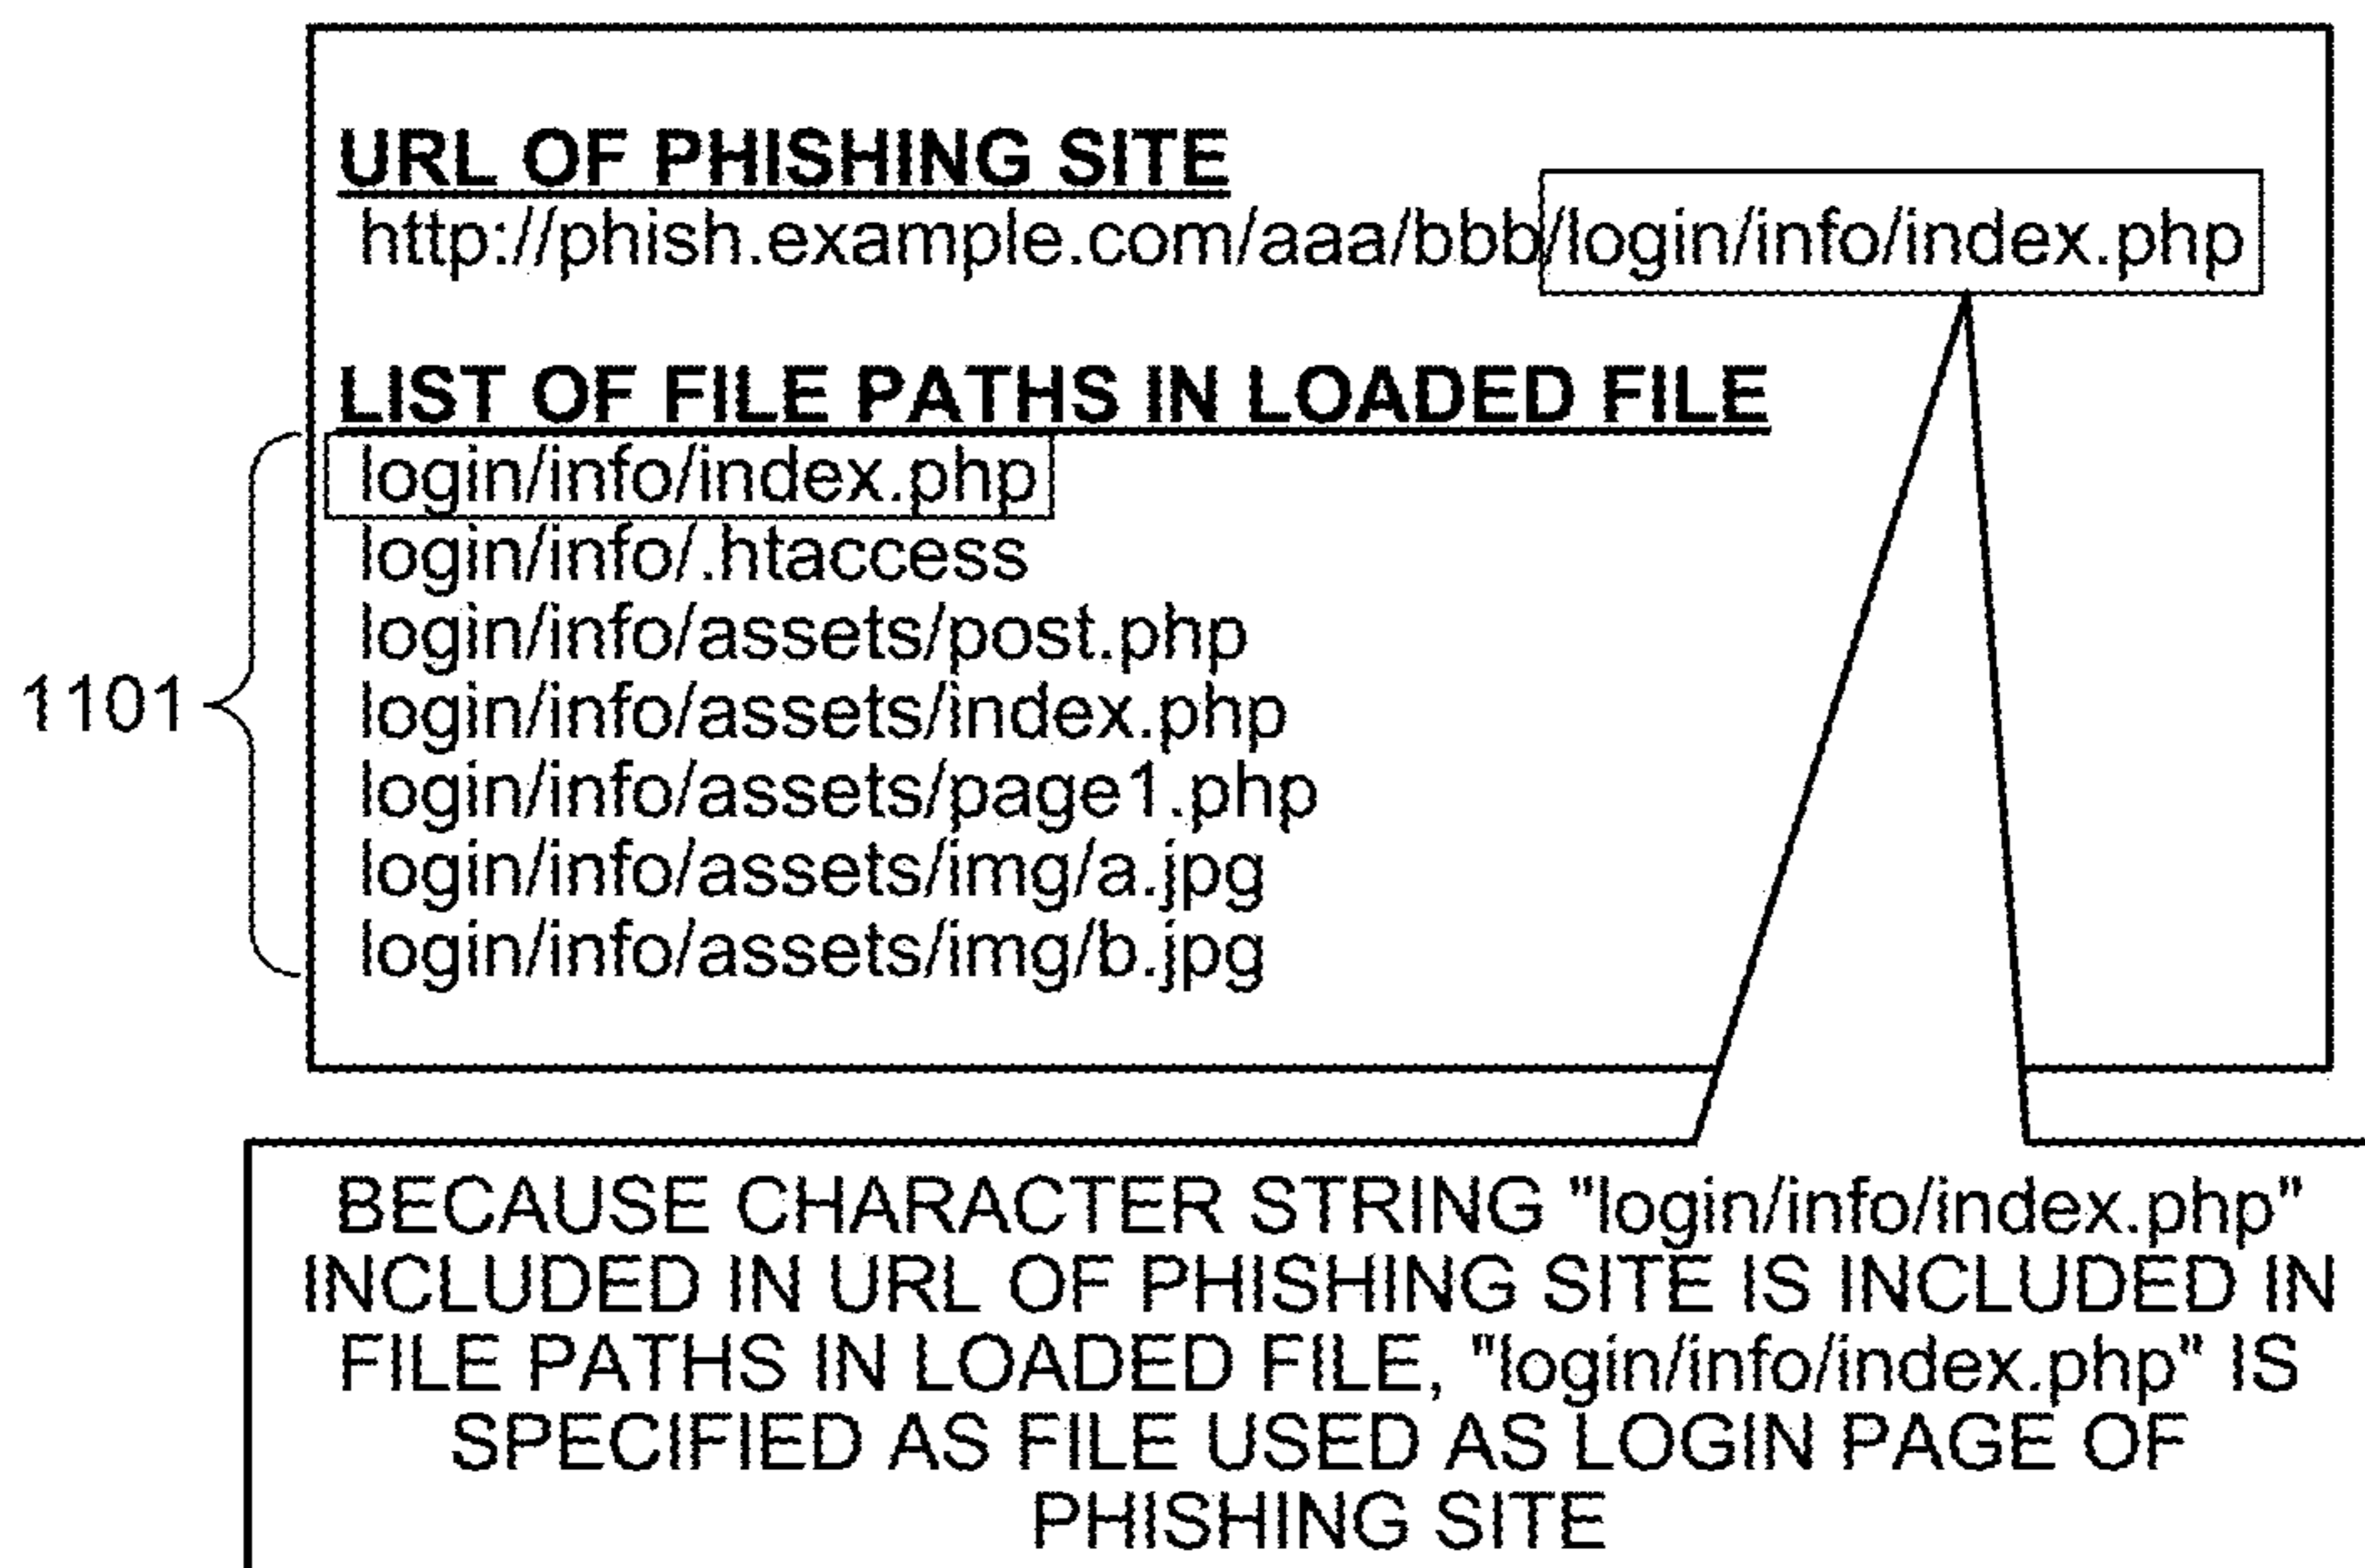 URL OF PHISHING SITE
http://phish.example.com/aaa/bbb/login/info/index.php
LIST OF FILE PATHS IN LOADED FILE
login/info/index.php
login/info/.htaccess
login/info/assets/post.php
1101
login/info/assets/index.php
login/info/assets/page1.php
login/info/assets/img/a.jpg
login/info/assets/img/b.jpg
BECAUSE CHARACTER STRING "login/info/index.php"
INCLUDED IN URL OF PHISHING SITE IS INCLUDED IN
FILE PATHS IN LOADED FILE, "login/info/index.php" IS
SPECIFIED AS FILE USED AS LOGIN PAGE OF
PHISHING SITE